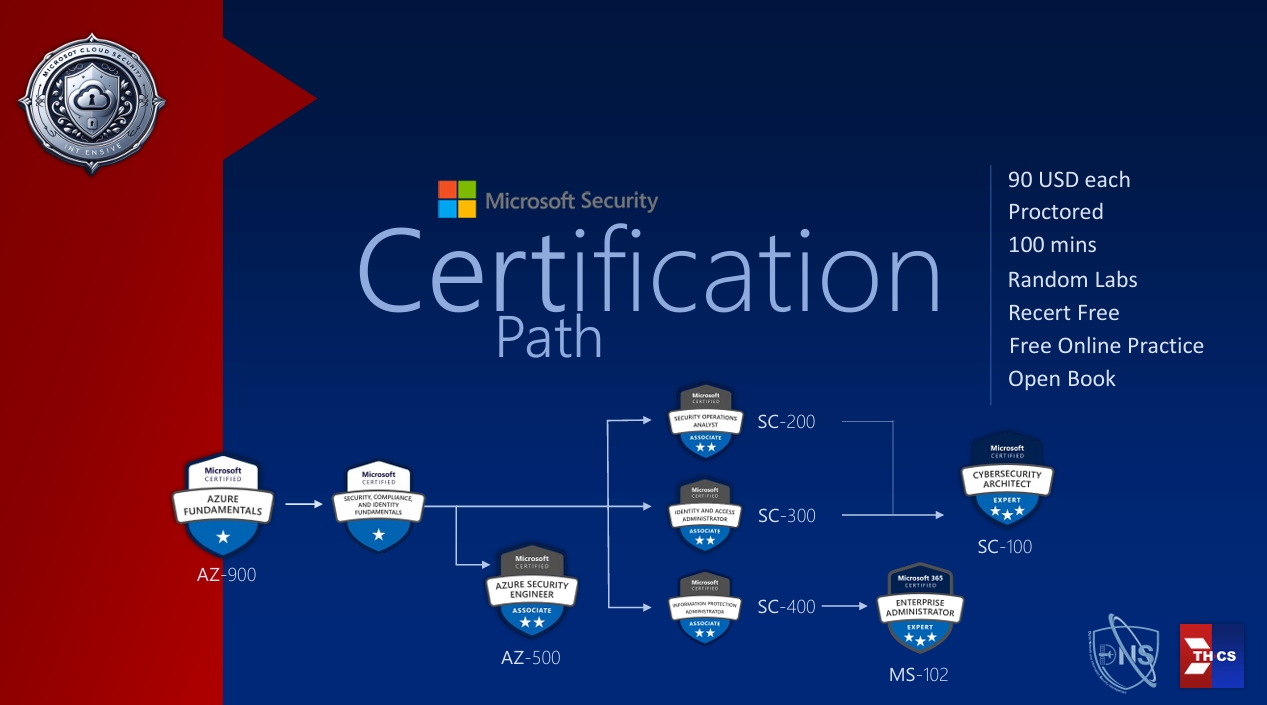 MICROSOT CLOUD SECURITY
INTENSIVE
Microsoft Security
Certification
Path
90 USD each
Proctored
100 mins
Random Labs
Recert Free
Free Online Practice
Open Book
Microsoft
CERTIFIED
AZURE
FUNDAMENTALS
AZ-900
Microsoft
CERTIFIED
SECURITY, COMPLIANCE,
AND IDENTITY
FUNDAMENTALS
Microsoft
CERTIFIED
AZURE SECURITY
ENGINEER
ASSOCIATE
AZ-500
Microsoft
CERTIFIED
SECURITY OPERATIONS
ANALYST
ASSOCIATE
SC-200
Microsoft
CERTIFIED
IDENTITY AND ACCESS
ADMINISTRATOR
ASSOCIATE
SC-300
Microsoft
CERTIFIED
INFORMATION PROTECTION
ADMINISTRATOR
ASSOCIATE
SC-400
Microsoft
CERTIFIED
CYBERSECURITY
ARCHITECT
EXPERT
SC-100
Microsoft 365
CERTIFIED
ENTERPRISE
ADMINISTRATOR
EXPERT
MS-102
DNS
TH CS